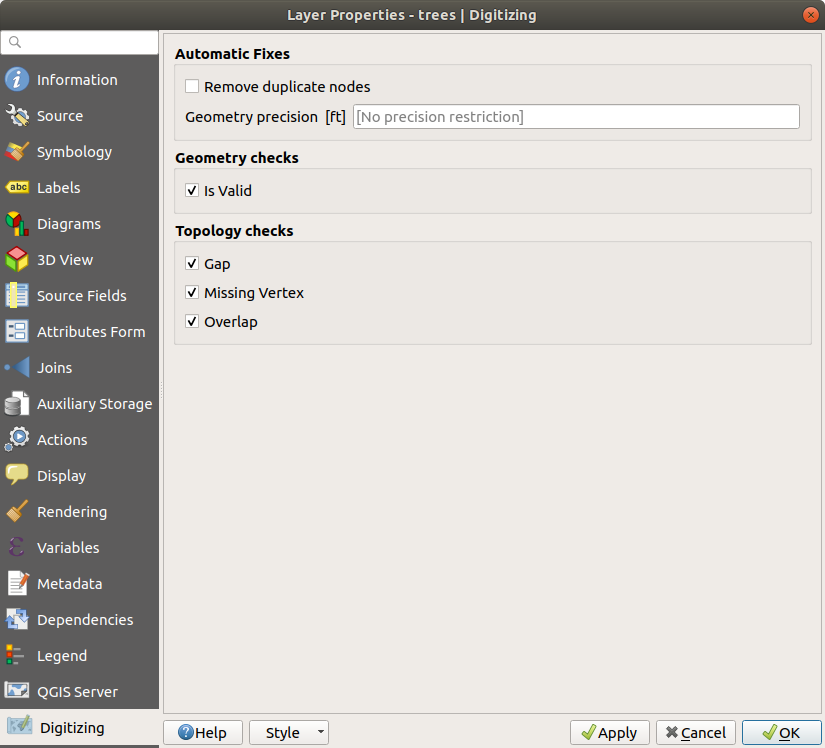 Layer Properties - trees | Digitizing
Information
Source
Symbology
abc Labels
Diagrams
3D View
Source Fields
Attributes Form
Joins
Auxiliary Storage
Actions
Display
Rendering
Variables
Metadata
Dependencies
Legend
QGIS Server
Digitizing
Automatic Fixes
Remove duplicate nodes
Geometry precision [ft] [No precision restriction]
Geometry checks
Is Valid
Topology checks
Gap
Missing Vertex
Overlap
Help Style Apply Cancel OK